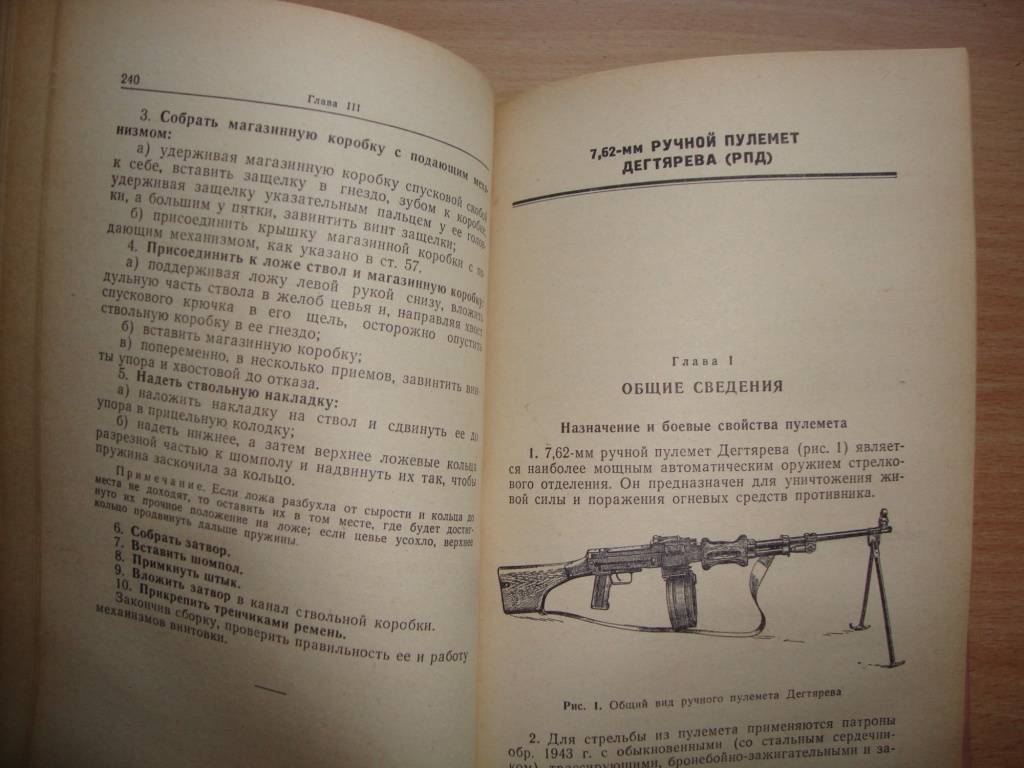 240
Глава III
3. Собрать магазинную коробку с подающим меха-
низмом:
а) удерживая магазинную коробку спусковой скобой
к себе, вставить защелку в гнездо, зубом к коробке;
удерживая защелку указательным пальцем у ее голов-
ки, а большим у пятки, завинтить винт защелки;
б) присоединить крышку магазинной коробки с по-
дающим механизмом, как указано в ст. 57.
4. Присоединить к ложе ствол и магазинную коробку:
а) поддерживая ложу левой рукой снизу, вложить
дульную часть ствола в желоб цевья и, направляя хвост
спускового крючка в его щель, осторожно опустить
ствольную коробку в ее гнездо;
б) вставить магазинную коробку;
в) попеременно, в несколько приемов, завинтить вин-
ты упора и хвостовой до отказа.
5. Надеть ствольную накладку:
а) наложить накладку на ствол и сдвинуть ее до
упора в прицельную колодку;
б) надеть нижнее, а затем верхнее ложевые кольца
разрезной частью к шомполу и надвинуть их так, чтобы
пружина заскочила за кольцо.
Примечание. Если ложа разбухла от сырости и кольца до
места не доходят, то оставить их в том месте, где будет достиг-
нуто их прочное положение на ложе; если цевье усохло, верхнее
кольцо продвинуть дальше пружины.
6. Собрать затвор.
7. Вставить шомпол.
8. Примкнуть штык.
9. Вложить затвор в канал ствольной коробки.
10. Прикрепить тренчиками ремень.
Закончив сборку, проверить правильность ее и работу
механизмов винтовки.
7,62-мм РУЧНОЙ ПУЛЕМЕТ
ДЕГТЯРЕВА (РПД)
Глава I
ОБЩИЕ СВЕДЕНИЯ
Назначение и боевые свойства пулемета
1. 7,62-мм ручной пулемет Дегтярева (рис. 1) являет-
ся наиболее мощным автоматическим оружием стрелко-
вого отделения. Он предназначен для уничтожения жи-
вой силы и поражения огневых средств противника.
Рис. 1. Общий вид ручного пулемета Дегтярева
2. Для стрельбы из пулемета применяются патроны
обр. 1943 г. с обыкновенными (со стальным сердечни-
ком), трассирующими, бронебойно-зажигательными и за-